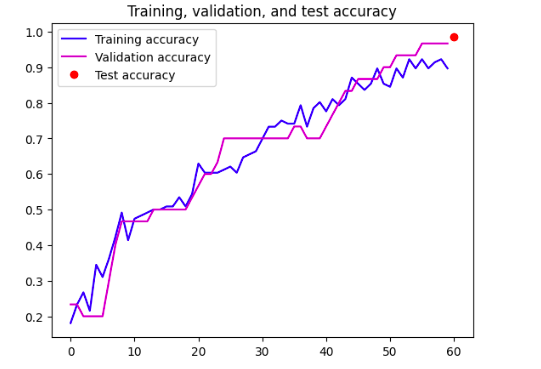 Training, validation, and test accuracy
1.0
0.9
0.8
0.7
0.6
0.5
0.4
0.3
0.2
Training accuracy
Validation accuracy
Test accuracy
0 10 20 30 40 50 60